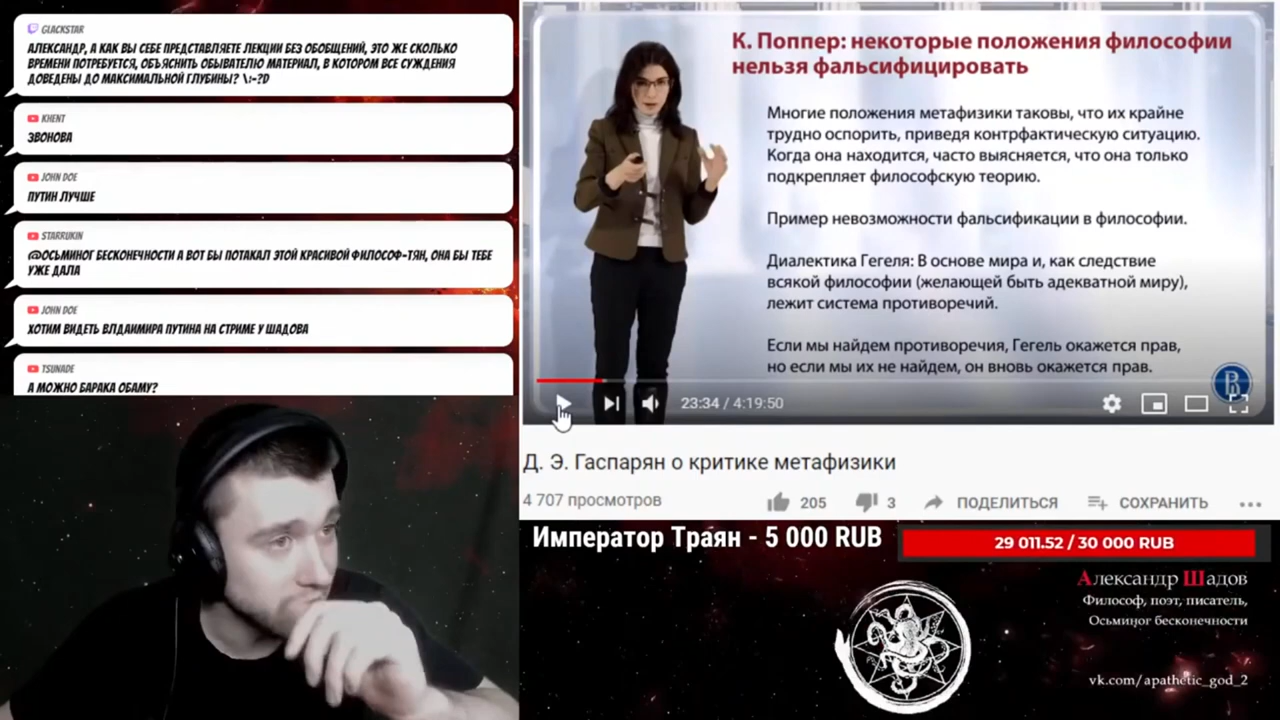 GLACKSTAR
АЛЕКСАНДР, А КАК ВЫ СЕБЕ ПРЕДСТАВЛЯЕТЕ ЛЕКЦИИ БЕЗ ОБОБЩЕНИЙ, ЭТО ЖЕ СКОЛЬКО
ВРЕМЕНИ ПОТРЕБУЕТСЯ, ОБЪЯСНИТЬ ОБЫВАТЕЛЮ МАТЕРИАЛ, В КОТОРОМ ВСЕ СУЖДЕНИЯ
ДОВЕДЕНЫ ДО МАКСИМАЛЬНОЙ ГЛУБИНЫ? \:-?D
KHENT
ЗВОНОВА
JOHN DOE
ПУТИН ЛУЧШЕ
STARRUKIN
@ОСЬМИНОГ БЕСКОНЕЧНОСТИ А ВОТ БЫ ПОТАКАЛ ЭТОЙ КРАСИВОЙ ФИЛОСОФ-ТЯН, ОНА БЫ ТЕБЕ
УЖЕ ДАЛА
JOHN DOE
ХОТИМ ВИДЕТЬ ВЛДАИМИРА ПУТИНА НА СТРИМЕ У ШАДОВА
TSUNADE
А МОЖНО БАРАКА ОБАМУ?
К. Поппер: некоторые положения философии
нельзя фальсифицировать
Многие положения метафизики таковы, что их крайне
трудно оспорить, приведя контрфактическую ситуацию.
Когда она находится, часто выясняется, что она только
подкрепляет философскую теорию.
Пример невозможности фальсификации в философии.
Диалектика Гегеля: В основе мира и, как следствие
всякой философии (желающей быть адекватной миру),
лежит система противоречий.
Если мы найдем противоречия, Гегель окажется прав,
но если мы их не найдем, он вновь окажется прав.
23:34 / 4:19:50
Д. Э. Гаспарян о критике метафизики
4 707 просмотров
205
3
ПОДЕЛИТЬСЯ
СОХРАНИТЬ
Император Траян - 5 000 RUB
29 011.52 / 30 000 RUB
Александр Шадов
Философ, поэт, писатель,
Осьминог бесконечности
vk.com/apathetic_god_2